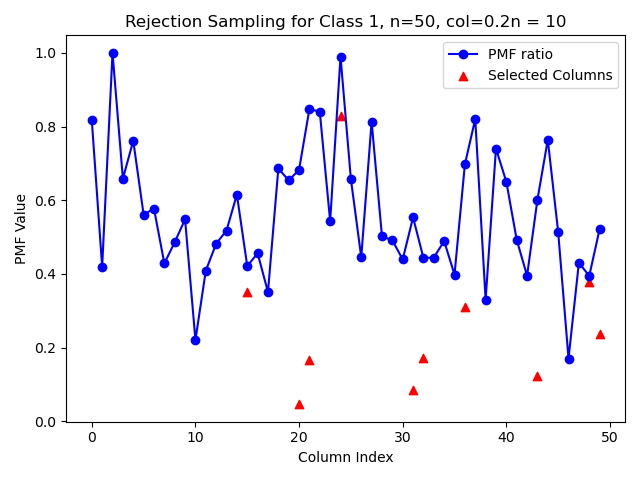 Rejection Sampling for Class 1, n=50, col=0.2n = 10
PMF ratio
Selected Columns
1.0
0.8
0.6
0.4
0.2
0.0
PMF Value
0 10 20 30 40 50
Column Index